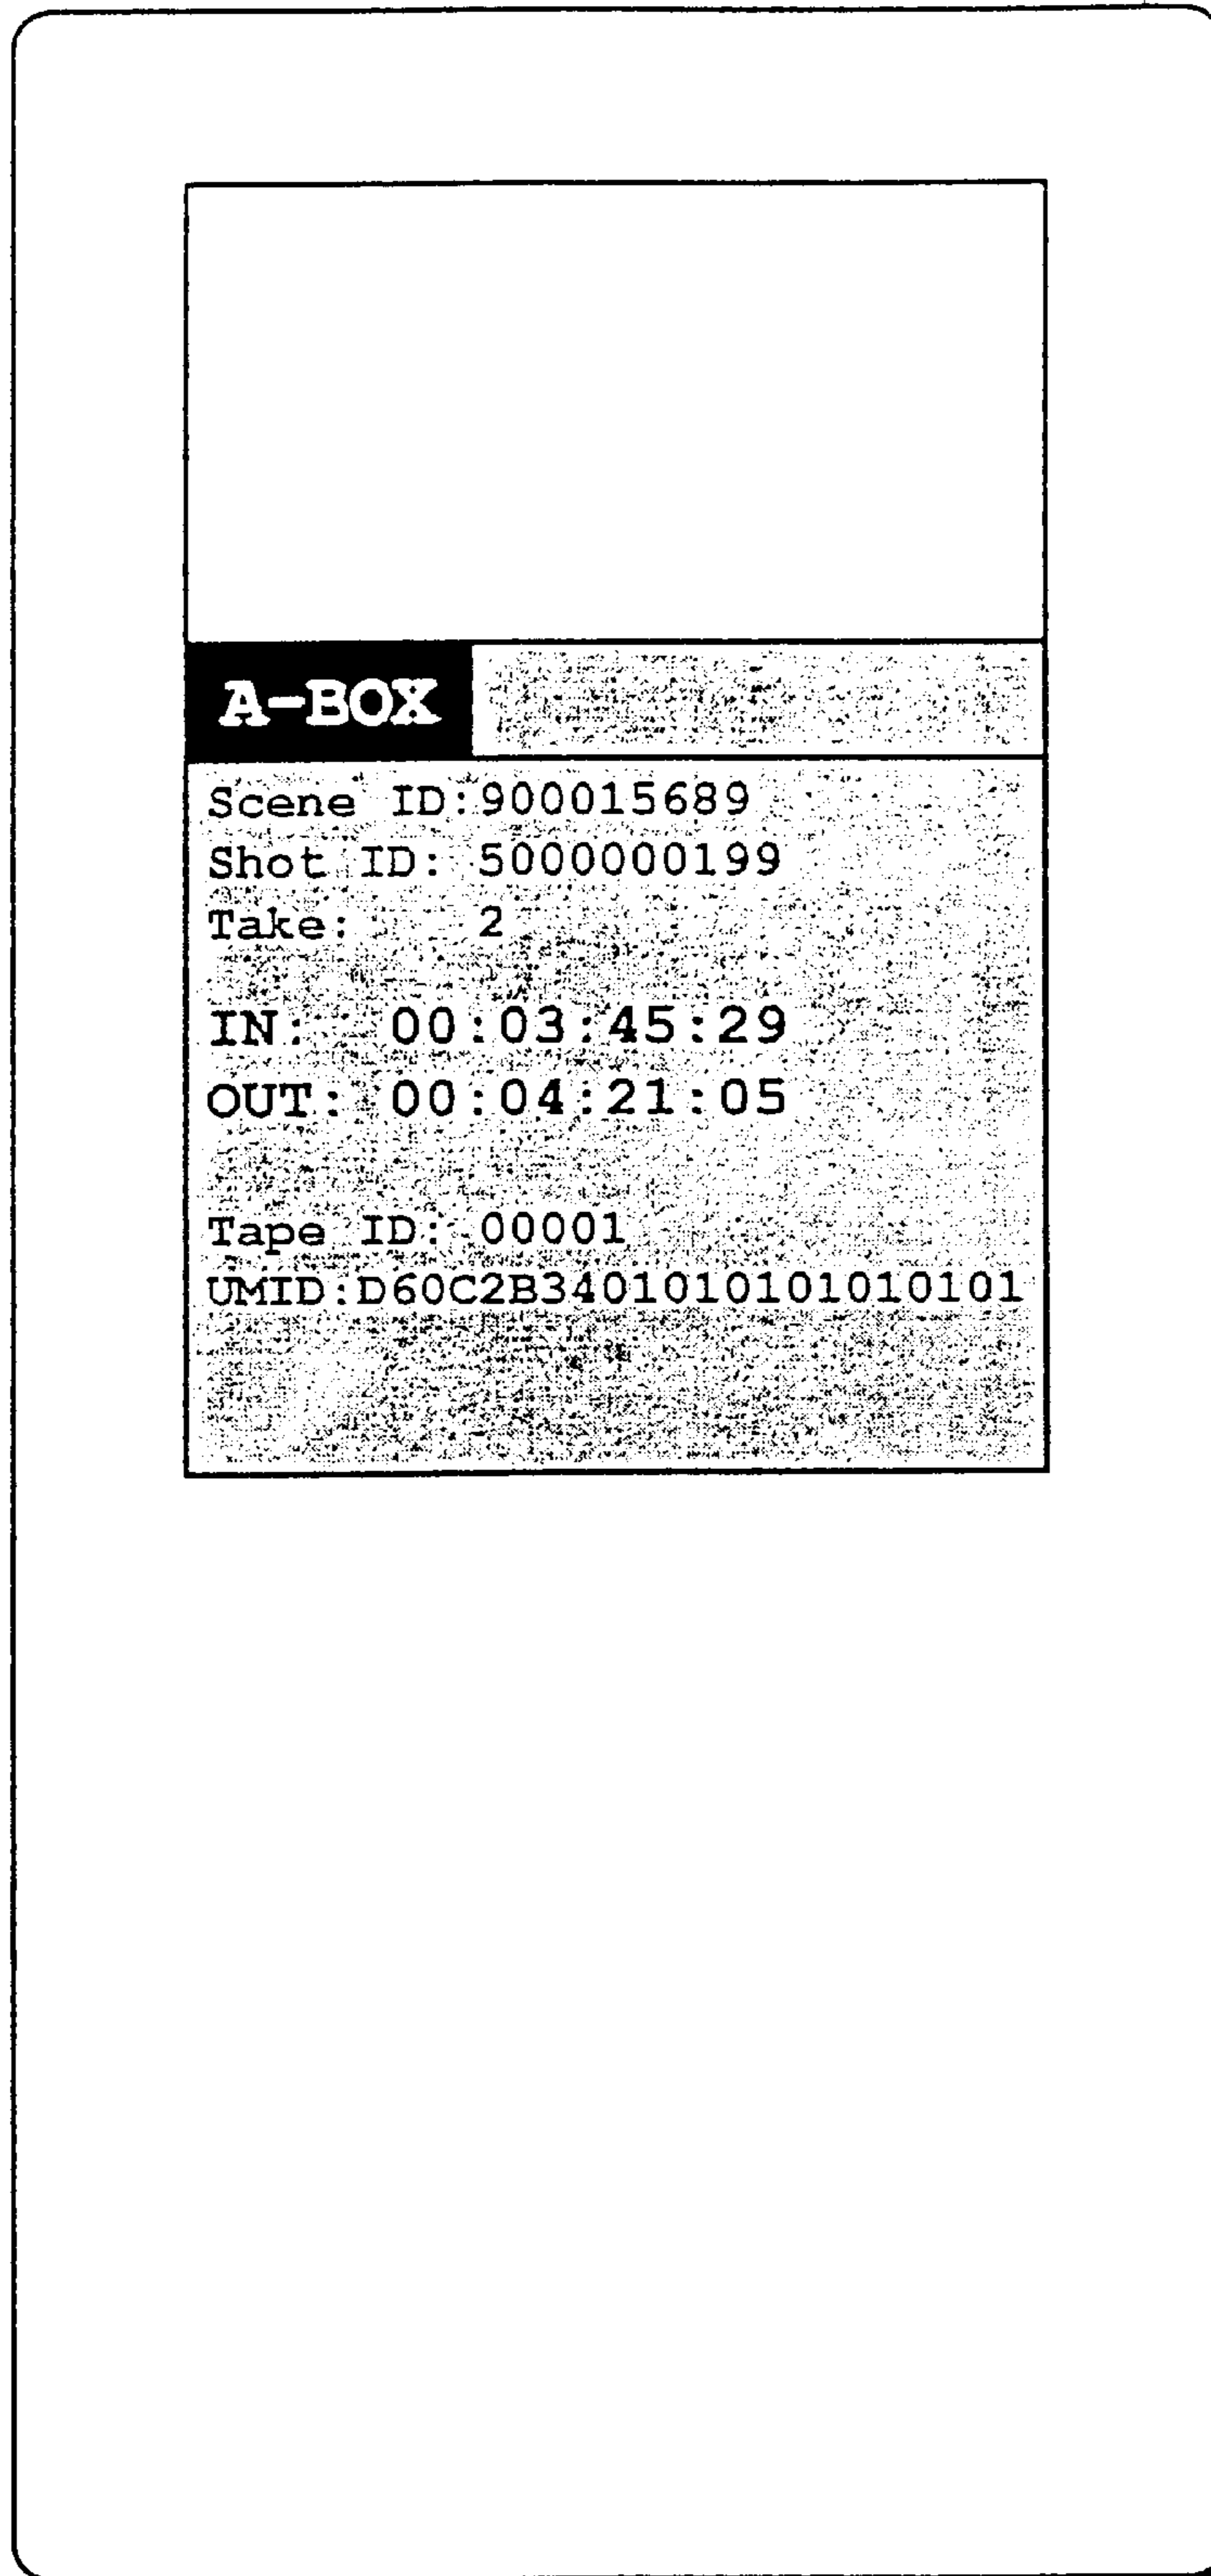 A-BOX
Scene ID:900015689
Shot ID: 5000000199
Take: 2
IN: 00:03:45:29
OUT: 00:04:21:05
Tape ID: 00001
UMID:D60C2B3401010101010101